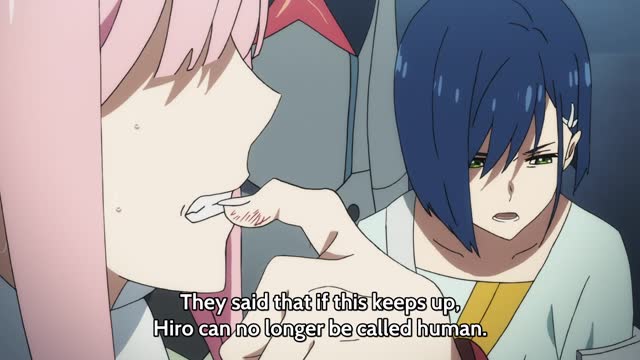 They said that if this keeps up,
Hiro can no longer be called human.